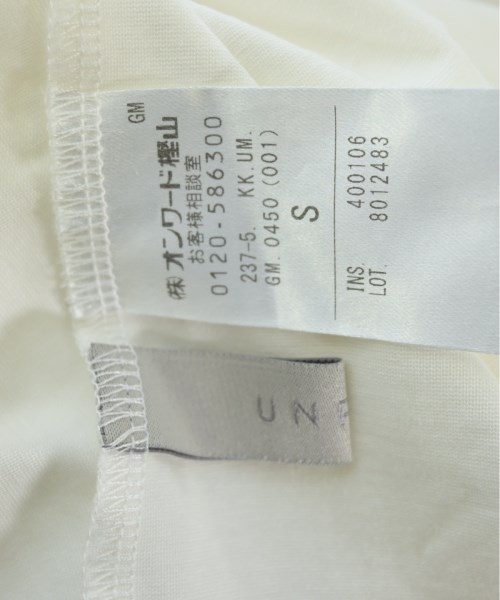 GM
(株)オンワード樫山
お客様相談室
0120-586300
237-5. KK.UM.
GM. 0450 (001)
S
INS. 400106
LOT. 8012483